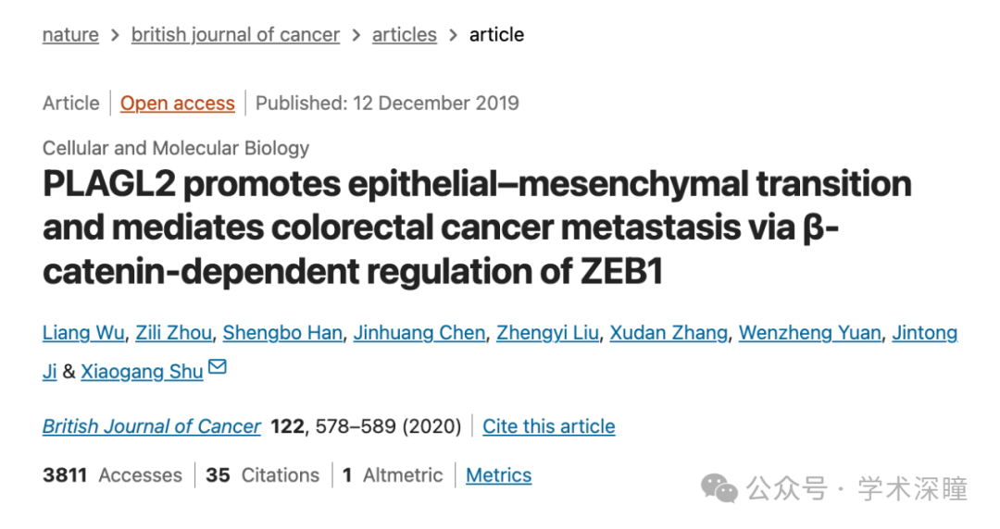 nature > british journal of cancer > articles > article
Article | Open access | Published: 12 December 2019
Cellular and Molecular Biology
PLAGL2 promotes epithelial–mesenchymal transition
and mediates colorectal cancer metastasis via β-
catenin-dependent regulation of ZEB1
Liang Wu, Zili Zhou, Shengbo Han, Jinhuang Chen, Zhengyi Liu, Xudan Zhang, Wenzheng Yuan, Jintong
Ji & Xiaogang Shu
British Journal of Cancer 122, 578–589 (2020) | Cite this article
3811 Accesses | 35 Citations | 1 Altmetric | Metrics
公众号 · 学术深瞳